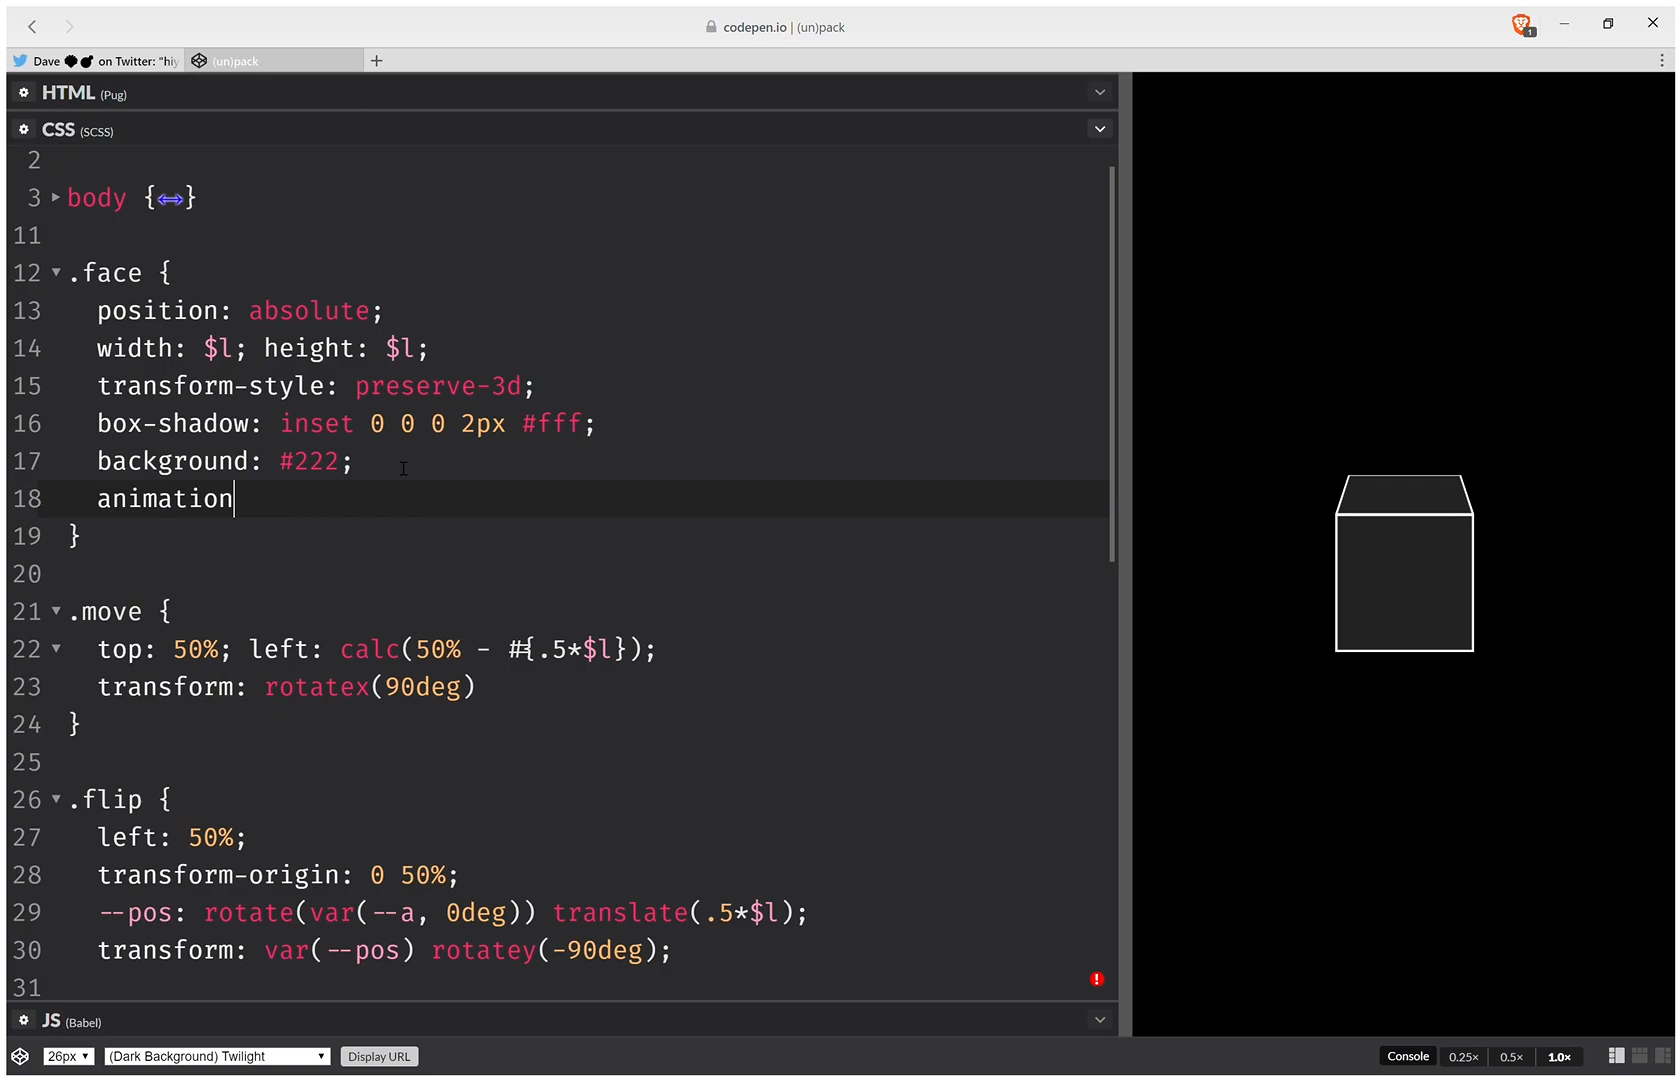 codepen.io | (un)pack
1
Dave on Twitter: "hiy
(un)pack
HTML (Pug)
CSS (SCSS)
2
3 body {↔}
11
12 .face {
13 position: absolute;
14 width: $l; height: $l;
15 transform-style: preserve-3d;
16 box-shadow: inset 0 0 0 2px #fff;
17 background: #222;
18 animation
19 }
20
21 .move {
22 top: 50%; left: calc(50% - #{.5*$l});
23 transform: rotatex(90deg)
24 }
25
26 .flip {
27 left: 50%;
28 transform-origin: 0 50%;
29 --pos: rotate(var(--a, 0deg)) translate(.5*$l);
30 transform: var(--pos) rotatey(-90deg);
31
JS (Babel)
26px (Dark Background) Twilight Display URL Console 0.25× 0.5× 1.0×